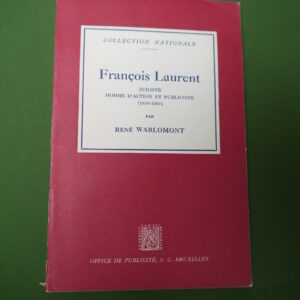 COLLECTION NATIONALE
François Laurent
JURISTE
HOMME D'ACTION ET PUBLICISTE
(1810-1887)
PAR
RENÉ WARLOMONT
OFFICE DE PUBLICITÉ, S. C. BRUXELLES